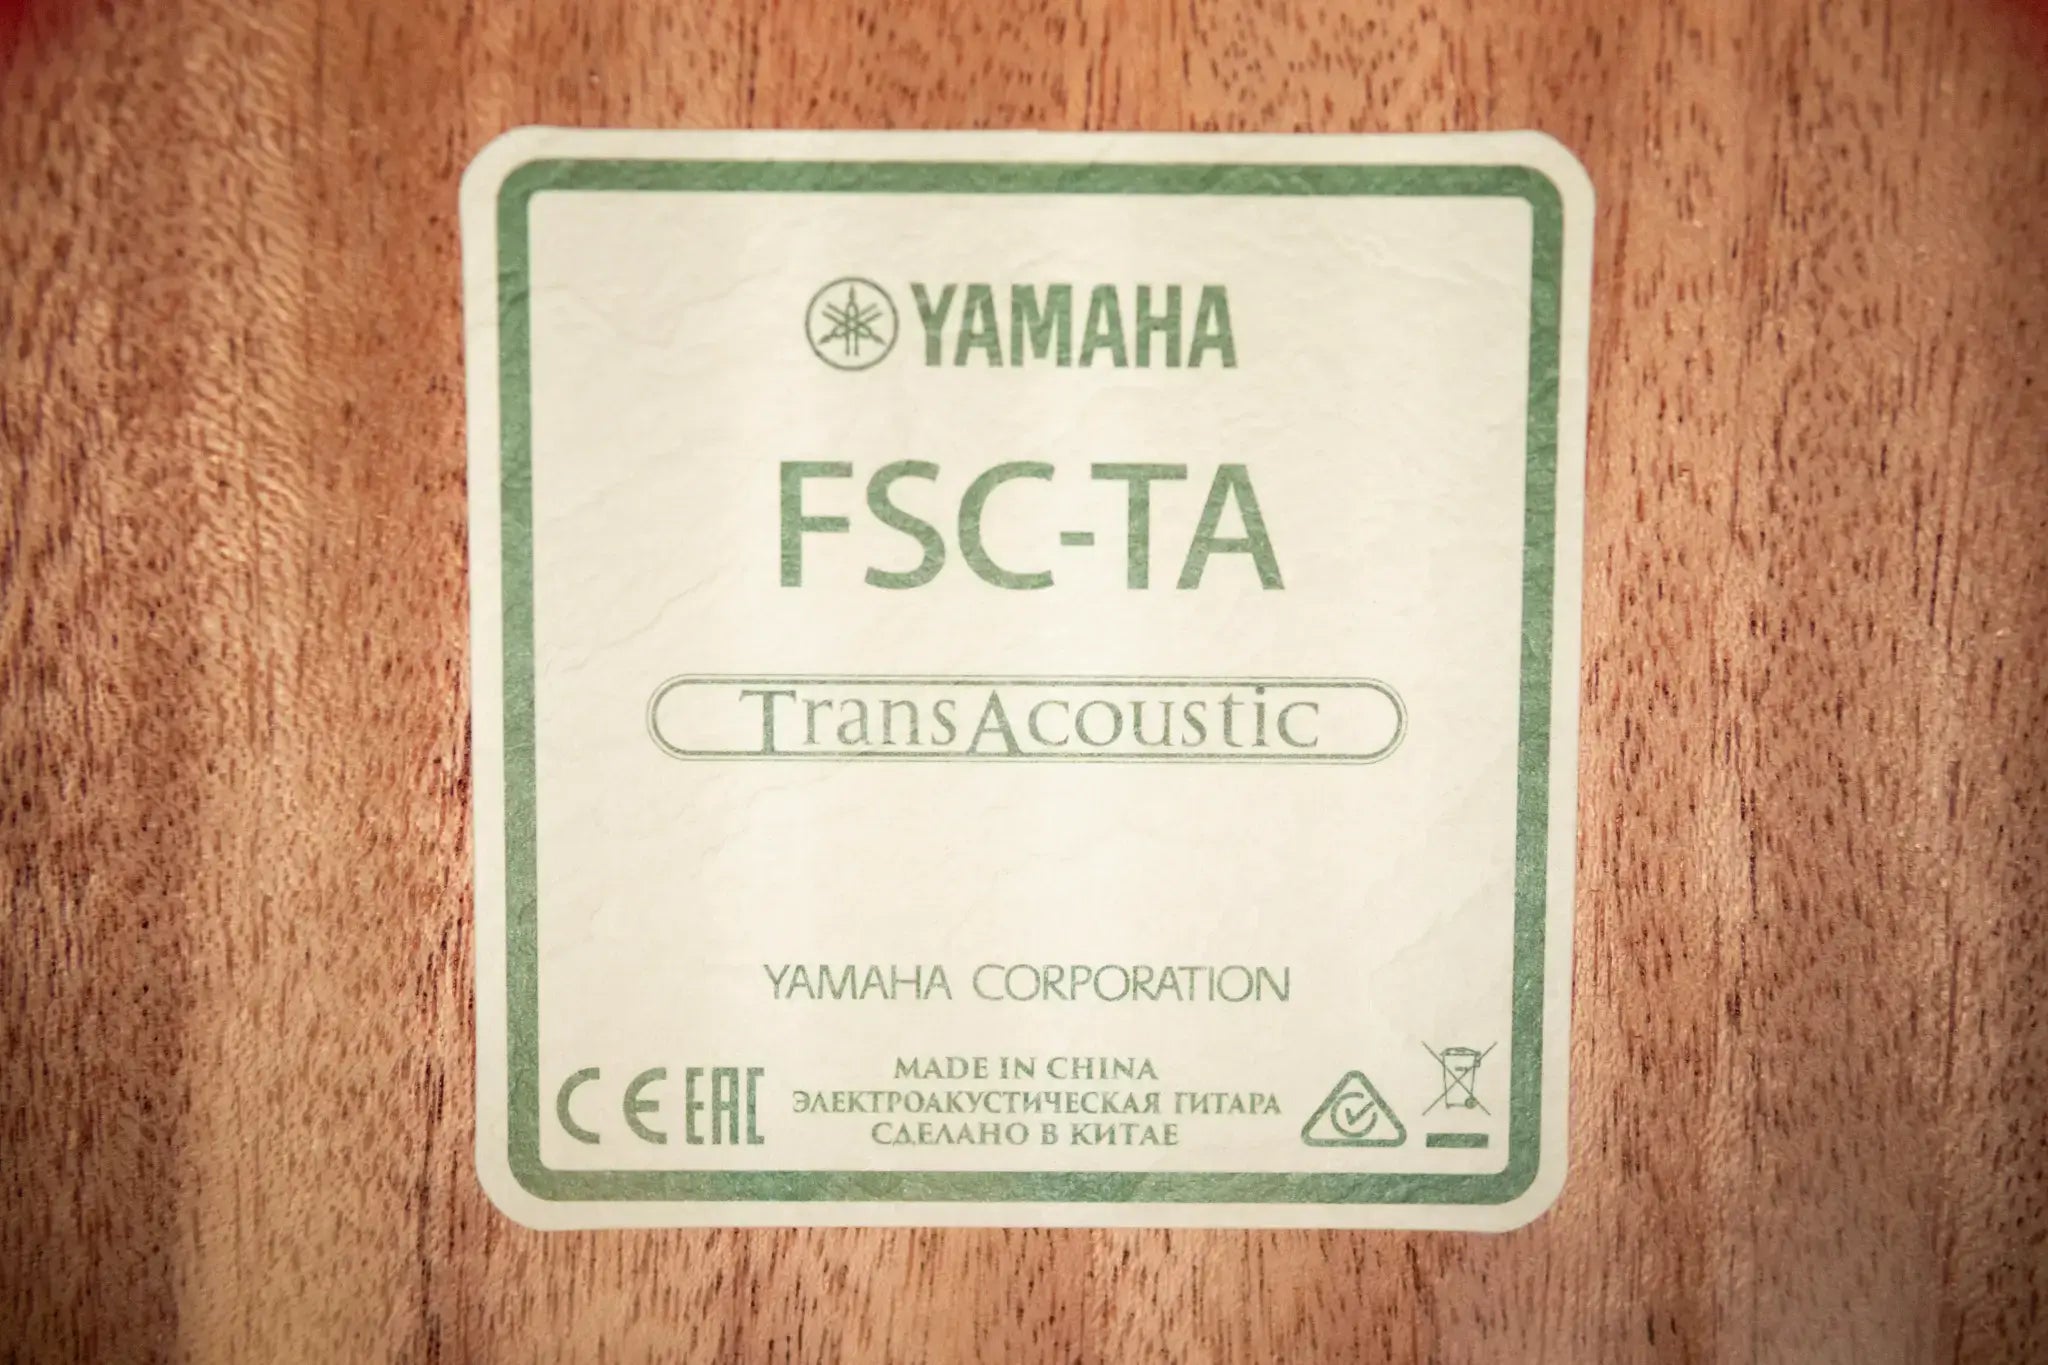 YAMAHA
FSC-TA
TransAcoustic
YAMAHA CORPORATION
CE EAC
MADE IN CHINA
ЭЛЕКТРОАКУСТИЧЕСКАЯ ГИТАРА
СДЕЛАНО В КИТАЕ